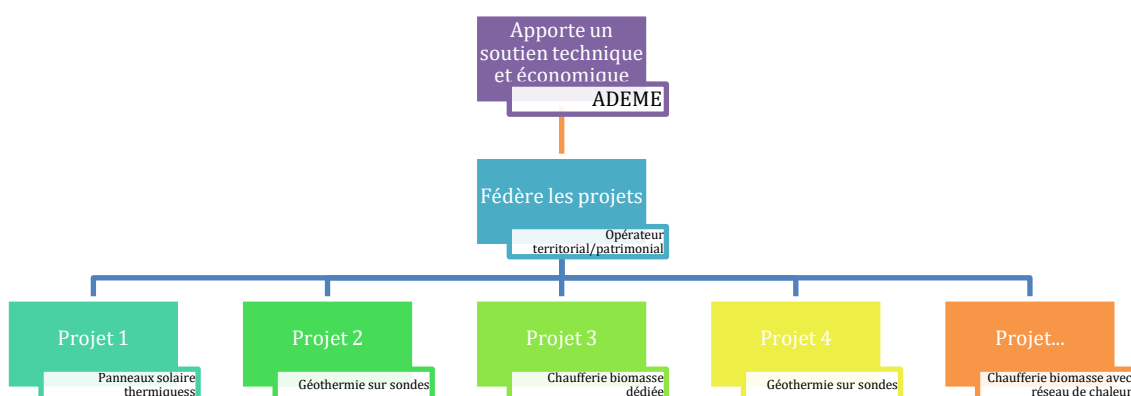 Apporte un
soutien technique
et économique
ADEME
Fédère les projets
Opérateur
territorial/patrimonial
Projet 1
Panneaux solaire
thermiquess
Projet 2
Géothermie sur sondes
Projet 3
Chaufferie biomasse
dédiée
Projet 4
Géothermie sur sondes
Projet...
Chaufferie biomasse avec
réseau de chaleur